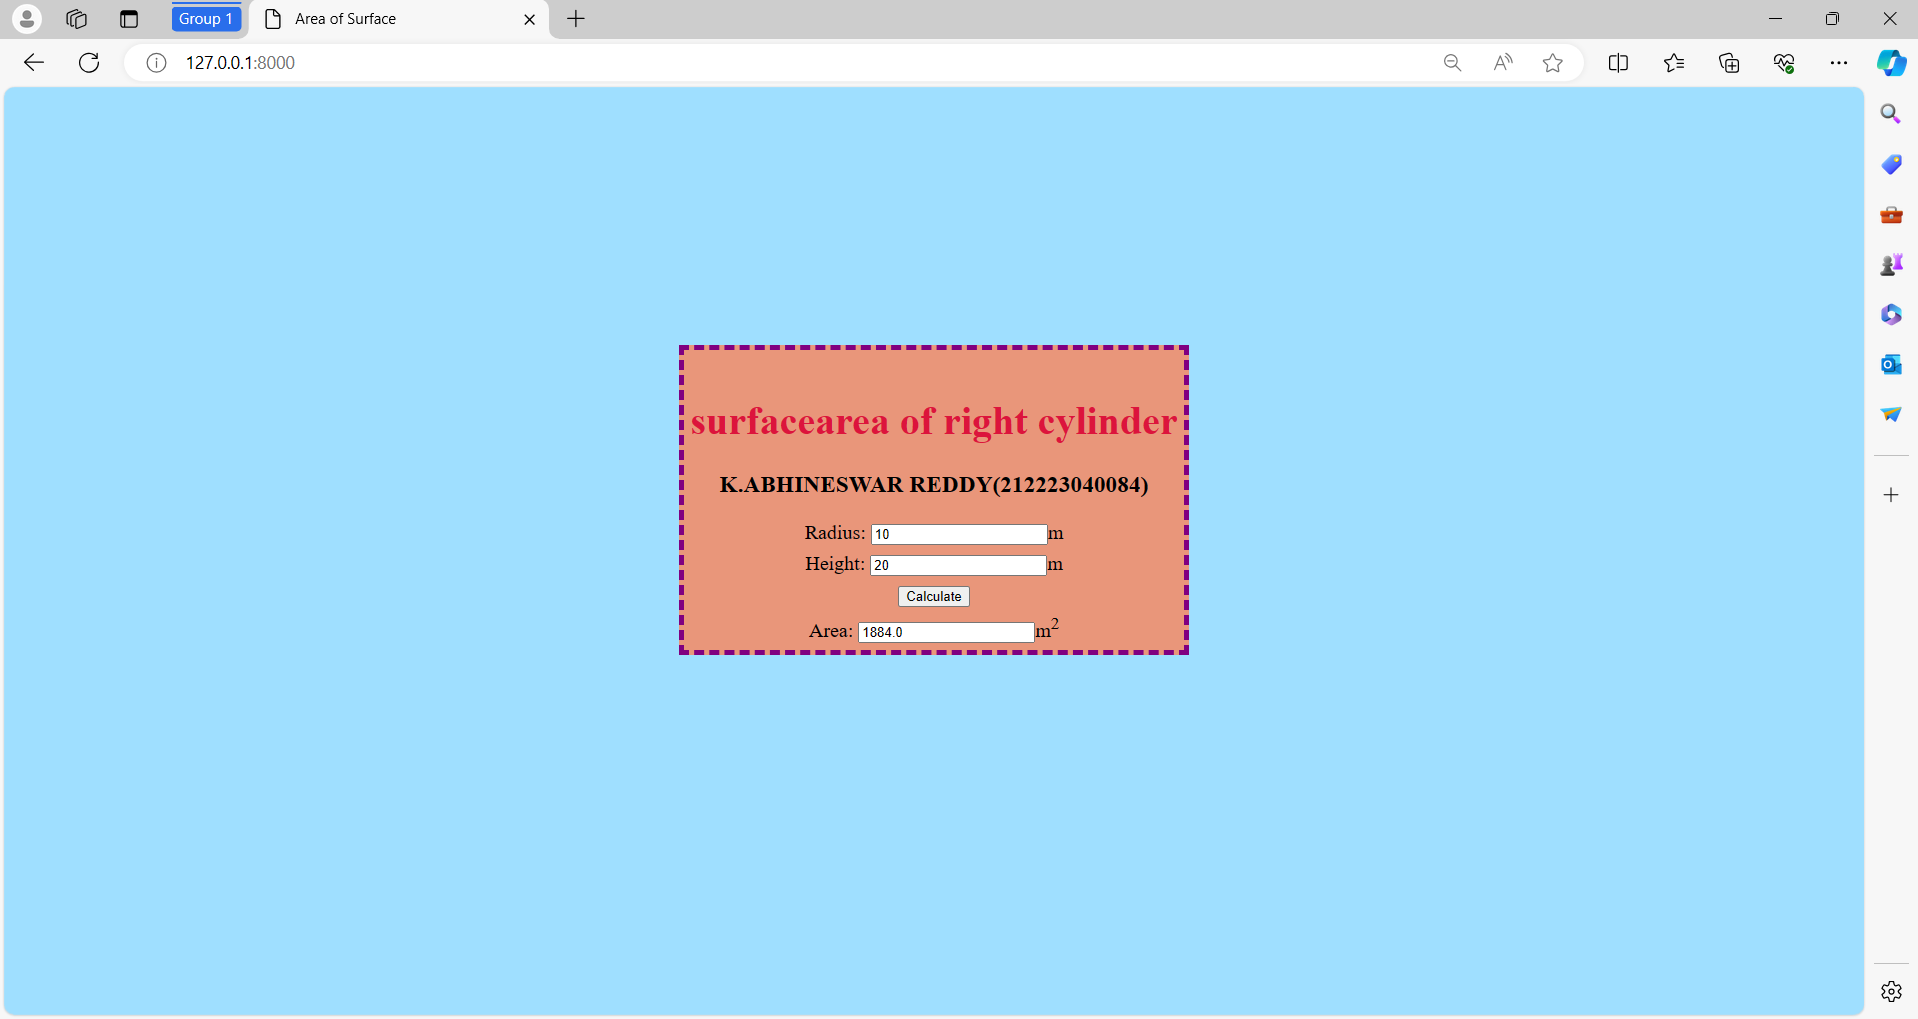 Group 1
Area of Surface
127.0.0.1:8000
surfacearea of right cylinder
K.ABHINESWAR REDDY(212223040084)
Radius: 10 m
Height: 20 m
Calculate
Area: 1884.0 m²